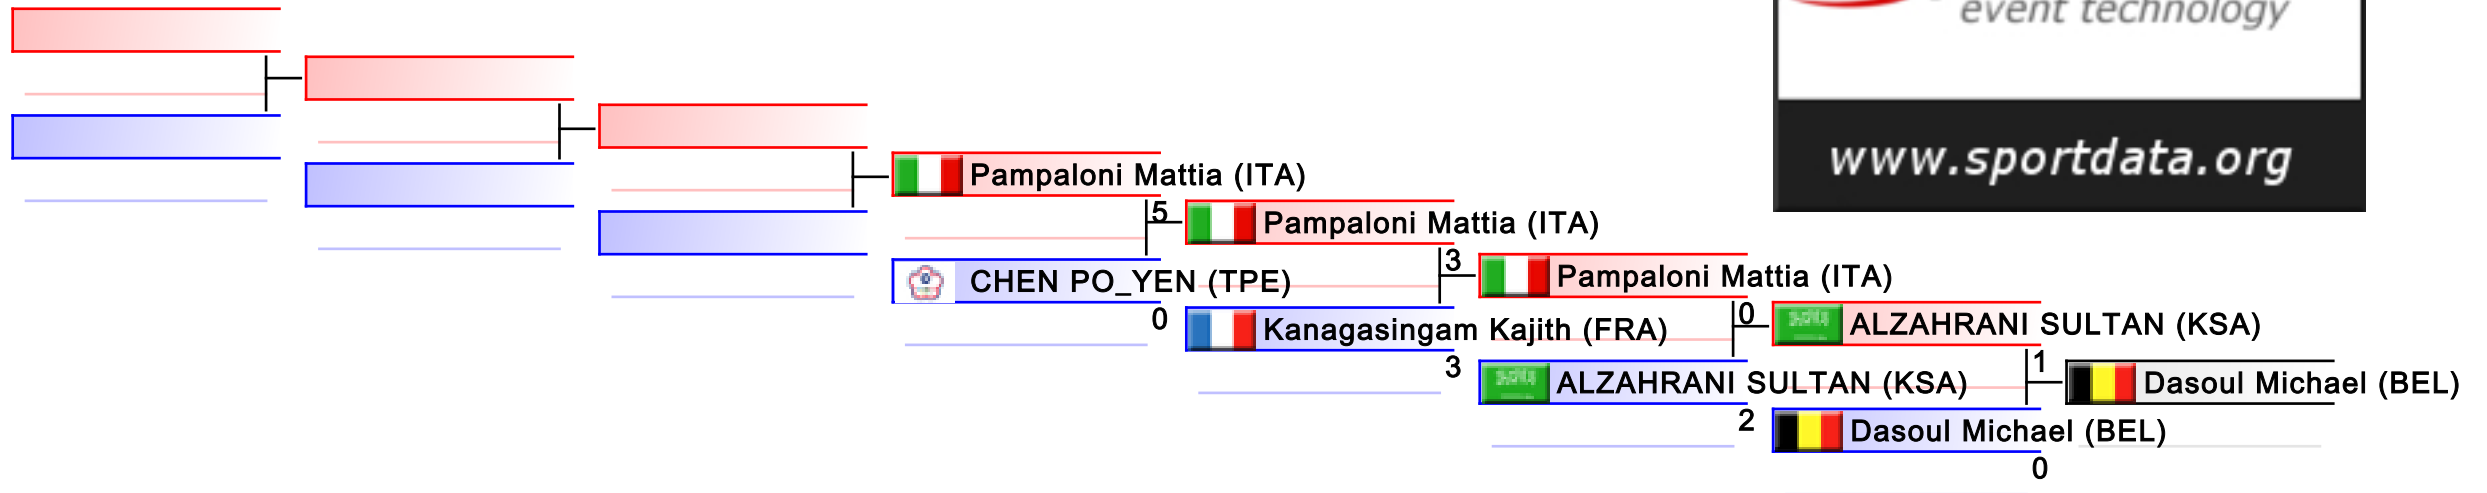 event technology
www.sportdata.org
Pampaloni Mattia (ITA)
5
Pampaloni Mattia (ITA)
3
CHEN PO_YEN (TPE)
0
Pampaloni Mattia (ITA)
0
Kanagasingam Kajith (FRA)
3
ALZAHRANI SULTAN (KSA)
1
ALZAHRANI SULTAN (KSA)
2
Dasoul Michael (BEL)
Dasoul Michael (BEL)
0